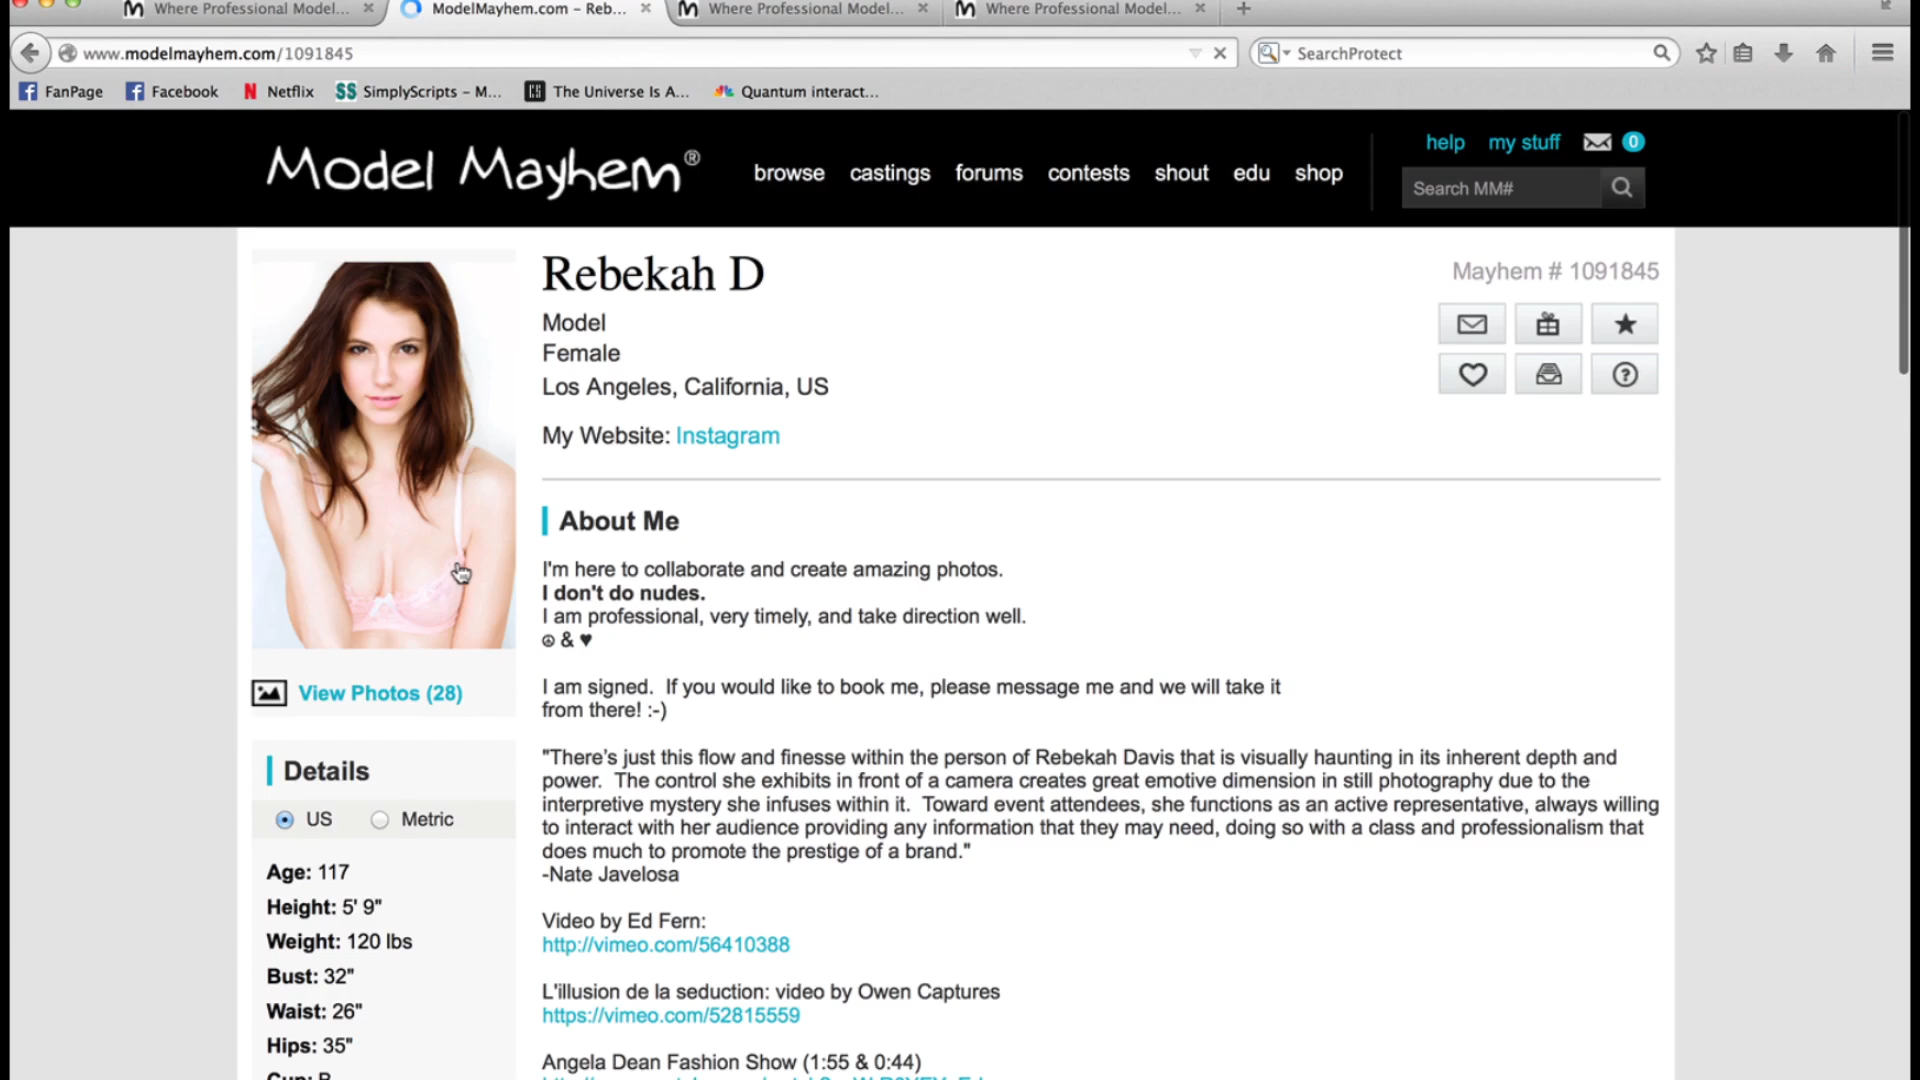 Where Professional Model...
ModelMayhem.com - Reb...
Where Professional Model...
Where Professional Model...
www.modelmayhem.com/1091845
SearchProtect
FanPage
Facebook
Netflix
SimplyScripts - M...
The Universe Is A...
Quantum interact...
Model Mayhem®
browse
castings
forums
contests
shout
edu
shop
help
my stuff
0
Search MM#
Rebekah D
Mayhem # 1091845
Model
Female
Los Angeles, California, US
My Website: Instagram
About Me
I'm here to collaborate and create amazing photos.
I don't do nudes.
I am professional, very timely, and take direction well.
☮ & ♥
I am signed. If you would like to book me, please message me and we will take it
from there! :-)
"There's just this flow and finesse within the person of Rebekah Davis that is visually haunting in its inherent depth and
power. The control she exhibits in front of a camera creates great emotive dimension in still photography due to the
interpretive mystery she infuses within it. Toward event attendees, she functions as an active representative, always willing
to interact with her audience providing any information that they may need, doing so with a class and professionalism that
does much to promote the prestige of a brand."
-Nate Javelosa
Video by Ed Fern:
http://vimeo.com/56410388
L'illusion de la seduction: video by Owen Captures
https://vimeo.com/52815559
Angela Dean Fashion Show (1:55 & 0:44)
View Photos (28)
Details
US
Metric
Age: 117
Height: 5' 9"
Weight: 120 lbs
Bust: 32"
Waist: 26"
Hips: 35"